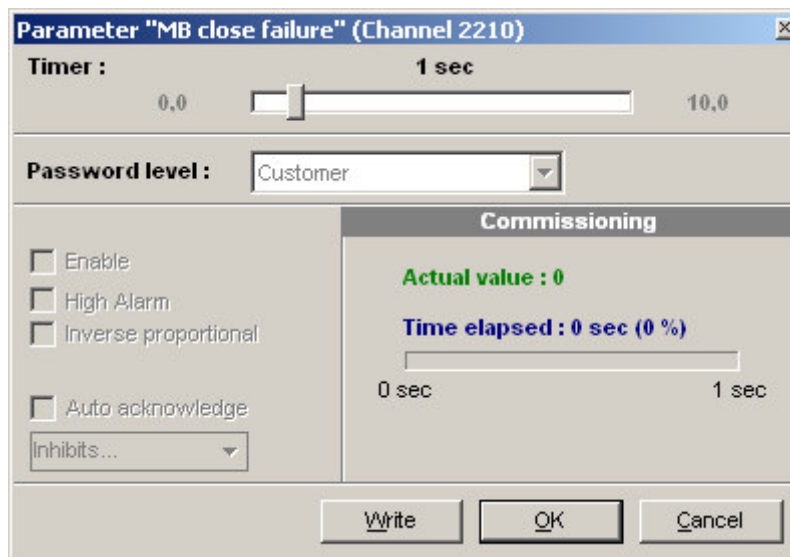 Parameter "MB close failure" (Channel 2210)
Timer :
1 sec
0,0
10,0
Password level :
Customer
Enable
High Alarm
Inverse proportional
Auto acknowledge
Inhibits...
Commissioning
Actual value : 0
Time elapsed : 0 sec (0 %)
0 sec
1 sec
Write
OK
Cancel